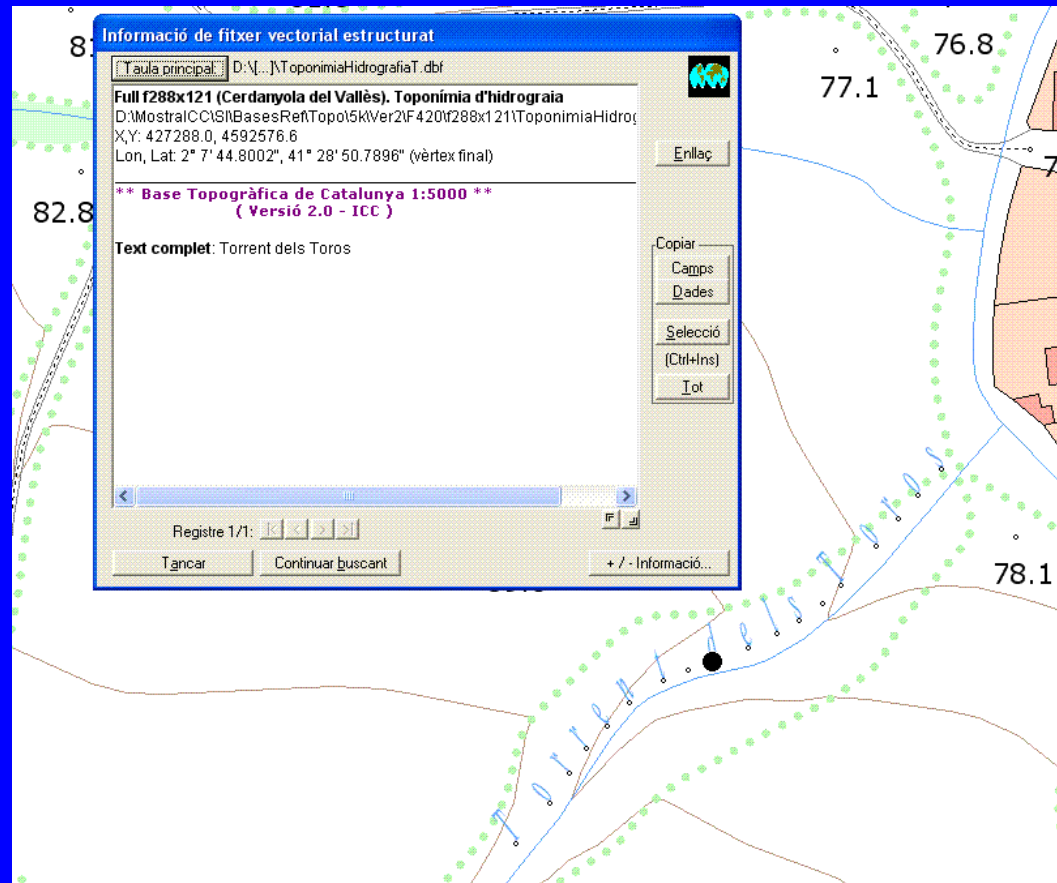 Informació de fitxer vectorial estructurat
Taula principal D:\[...]\ToponimiaHidrografiaT.dbf
Full f288x121 (Cerdanyola del Vallès). Toponímia d'hidrograia
D:\MostraICC\SI\BasesRef\Topo\5k\Ver2\F420\f288x121\ToponimiaHidrog
X,Y: 427288.0, 4592576.6
Lon, Lat: 2° 7' 44.8002", 41° 28' 50.7896" (vèrtex final)
** Base Topogràfica de Catalunya 1:5000 **
( Versió 2.0 - ICC )
Text complet: Torrent dels Toros
Enllaç
Copiar
Camps
Dades
Selecció
(Ctrl+Ins)
Tot
Registre 1/1: |< < > >|
Tancar
Continuar buscant
+ / - Informació...
76.8
77.1
82.8
78.1
Torrent dels Toros